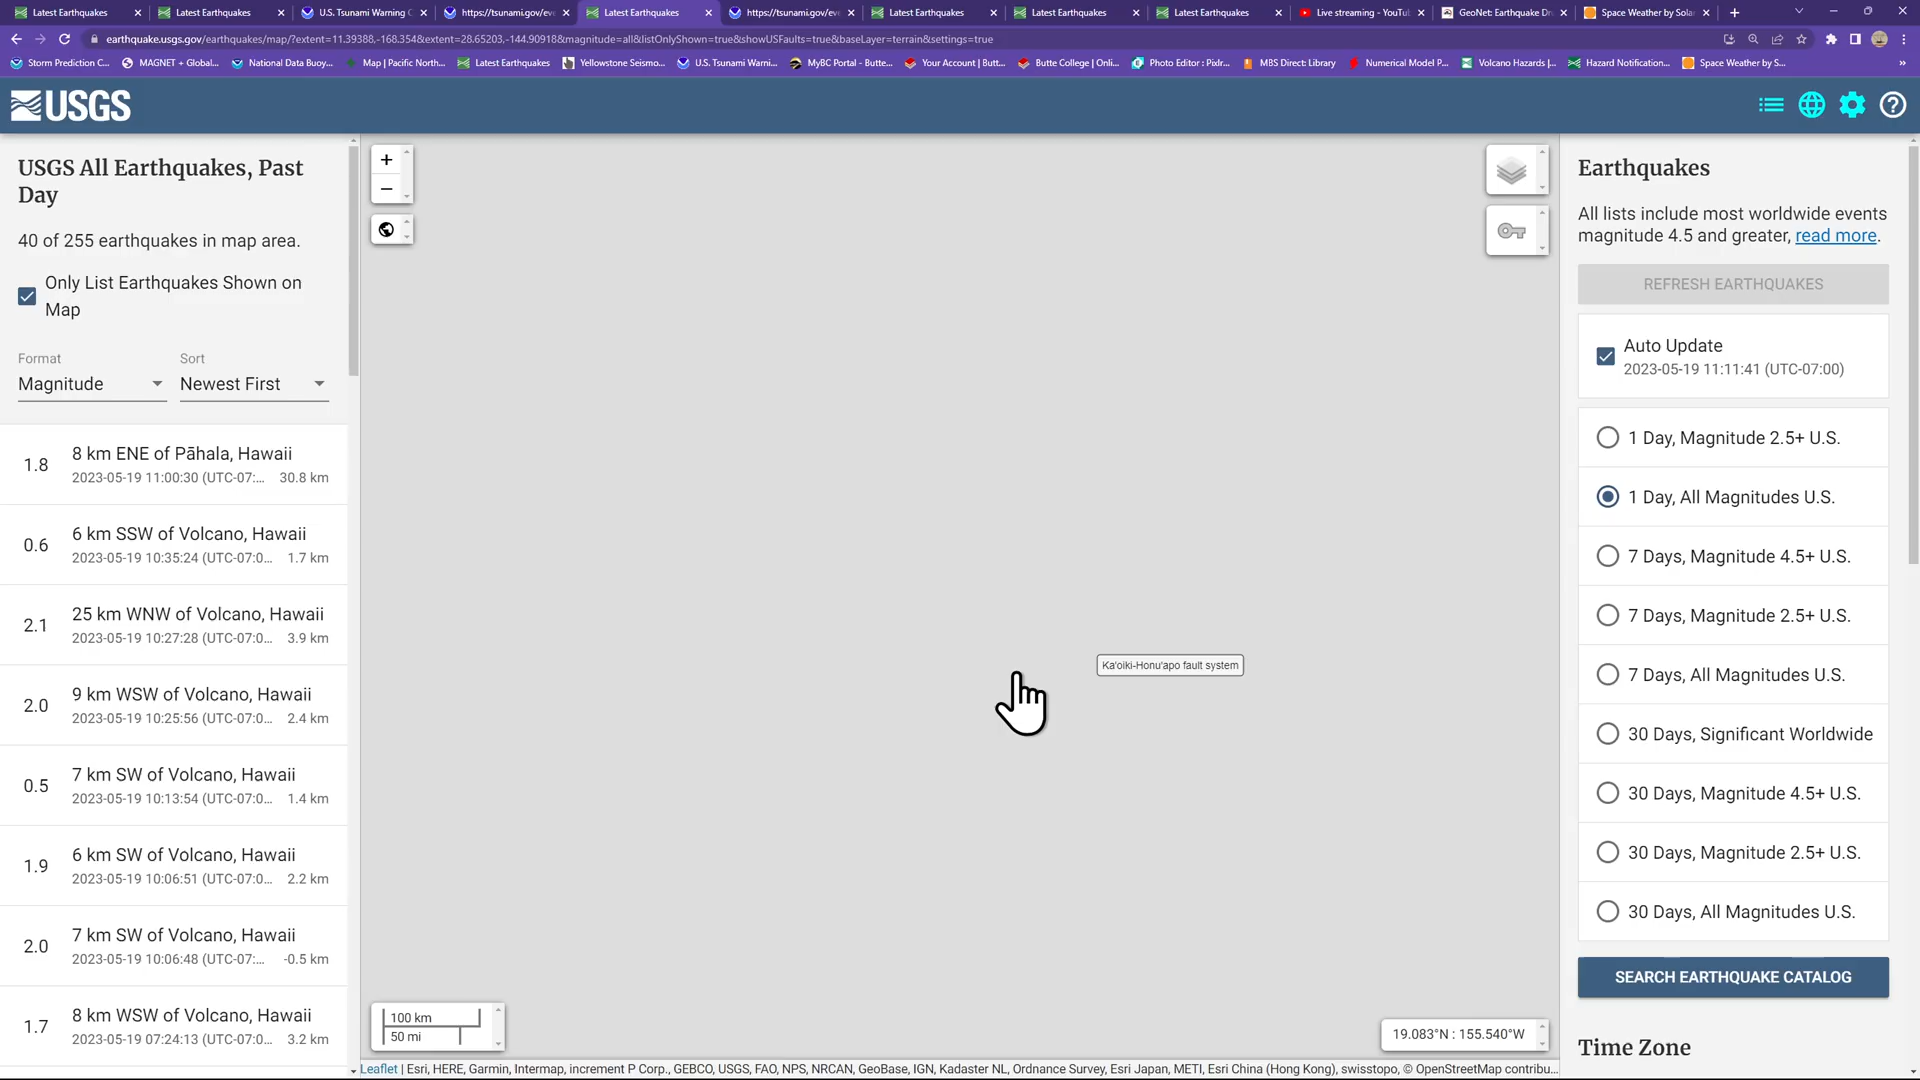 Latest Earthquakes
Latest Earthquakes
U.S. Tsunami Warning C
https://tsunami.gov/eve
Latest Earthquakes
https://tsunami.gov/eve
Latest Earthquakes
Latest Earthquakes
Latest Earthquakes
Live streaming - YouTu
GeoNet: Earthquake Dr
Space Weather by Sola
earthquake.usgs.gov/earthquakes/map/?extent=11.39388,-168.354&extent=28.65203,-144.90918&magnitude=all&listOnlyShown=true&showUSFaults=true&baseLayer=terrain&settings=true
Storm Prediction C...
MAGNET + Global...
National Data Buoy...
Map | Pacific North...
Latest Earthquakes
Yellowstone Seismo...
U.S. Tsunami Warni...
MyBC Portal - Butte...
Your Account | Butt...
Butte College | Onli...
Photo Editor : Pixlr...
MBS Direct Library
Numerical Model P...
Volcano Hazards |...
Hazard Notification...
Space Weather by S...
USGS
USGS All Earthquakes, Past
Day
40 of 255 earthquakes in map area.
Only List Earthquakes Shown on
Map
Format
Sort
Magnitude
Newest First
1.8
8 km ENE of Pāhala, Hawaii
2023-05-19 11:00:30 (UTC-07:...
30.8 km
0.6
6 km SSW of Volcano, Hawaii
2023-05-19 10:35:24 (UTC-07:0...
1.7 km
2.1
25 km WNW of Volcano, Hawaii
2023-05-19 10:27:28 (UTC-07:0...
3.9 km
2.0
9 km WSW of Volcano, Hawaii
2023-05-19 10:25:56 (UTC-07:0...
2.4 km
0.5
7 km SW of Volcano, Hawaii
2023-05-19 10:13:54 (UTC-07:0...
1.4 km
1.9
6 km SW of Volcano, Hawaii
2023-05-19 10:06:51 (UTC-07:0...
2.2 km
2.0
7 km SW of Volcano, Hawaii
2023-05-19 10:06:48 (UTC-07:...
-0.5 km
1.7
8 km WSW of Volcano, Hawaii
2023-05-19 07:24:13 (UTC-07:0...
3.2 km
+
−
Ka'oiki-Honu'apo fault system
100 km
50 mi
19.083°N : 155.540°W
Leaflet | Esri, HERE, Garmin, Intermap, increment P Corp., GEBCO, USGS, FAO, NPS, NRCAN, GeoBase, IGN, Kadaster NL, Ordnance Survey, Esri Japan, METI, Esri China (Hong Kong), swisstopo, © OpenStreetMap contribu...
Earthquakes
All lists include most worldwide events
magnitude 4.5 and greater, read more.
REFRESH EARTHQUAKES
Auto Update
2023-05-19 11:11:41 (UTC-07:00)
1 Day, Magnitude 2.5+ U.S.
1 Day, All Magnitudes U.S.
7 Days, Magnitude 4.5+ U.S.
7 Days, Magnitude 2.5+ U.S.
7 Days, All Magnitudes U.S.
30 Days, Significant Worldwide
30 Days, Magnitude 4.5+ U.S.
30 Days, Magnitude 2.5+ U.S.
30 Days, All Magnitudes U.S.
SEARCH EARTHQUAKE CATALOG
Time Zone